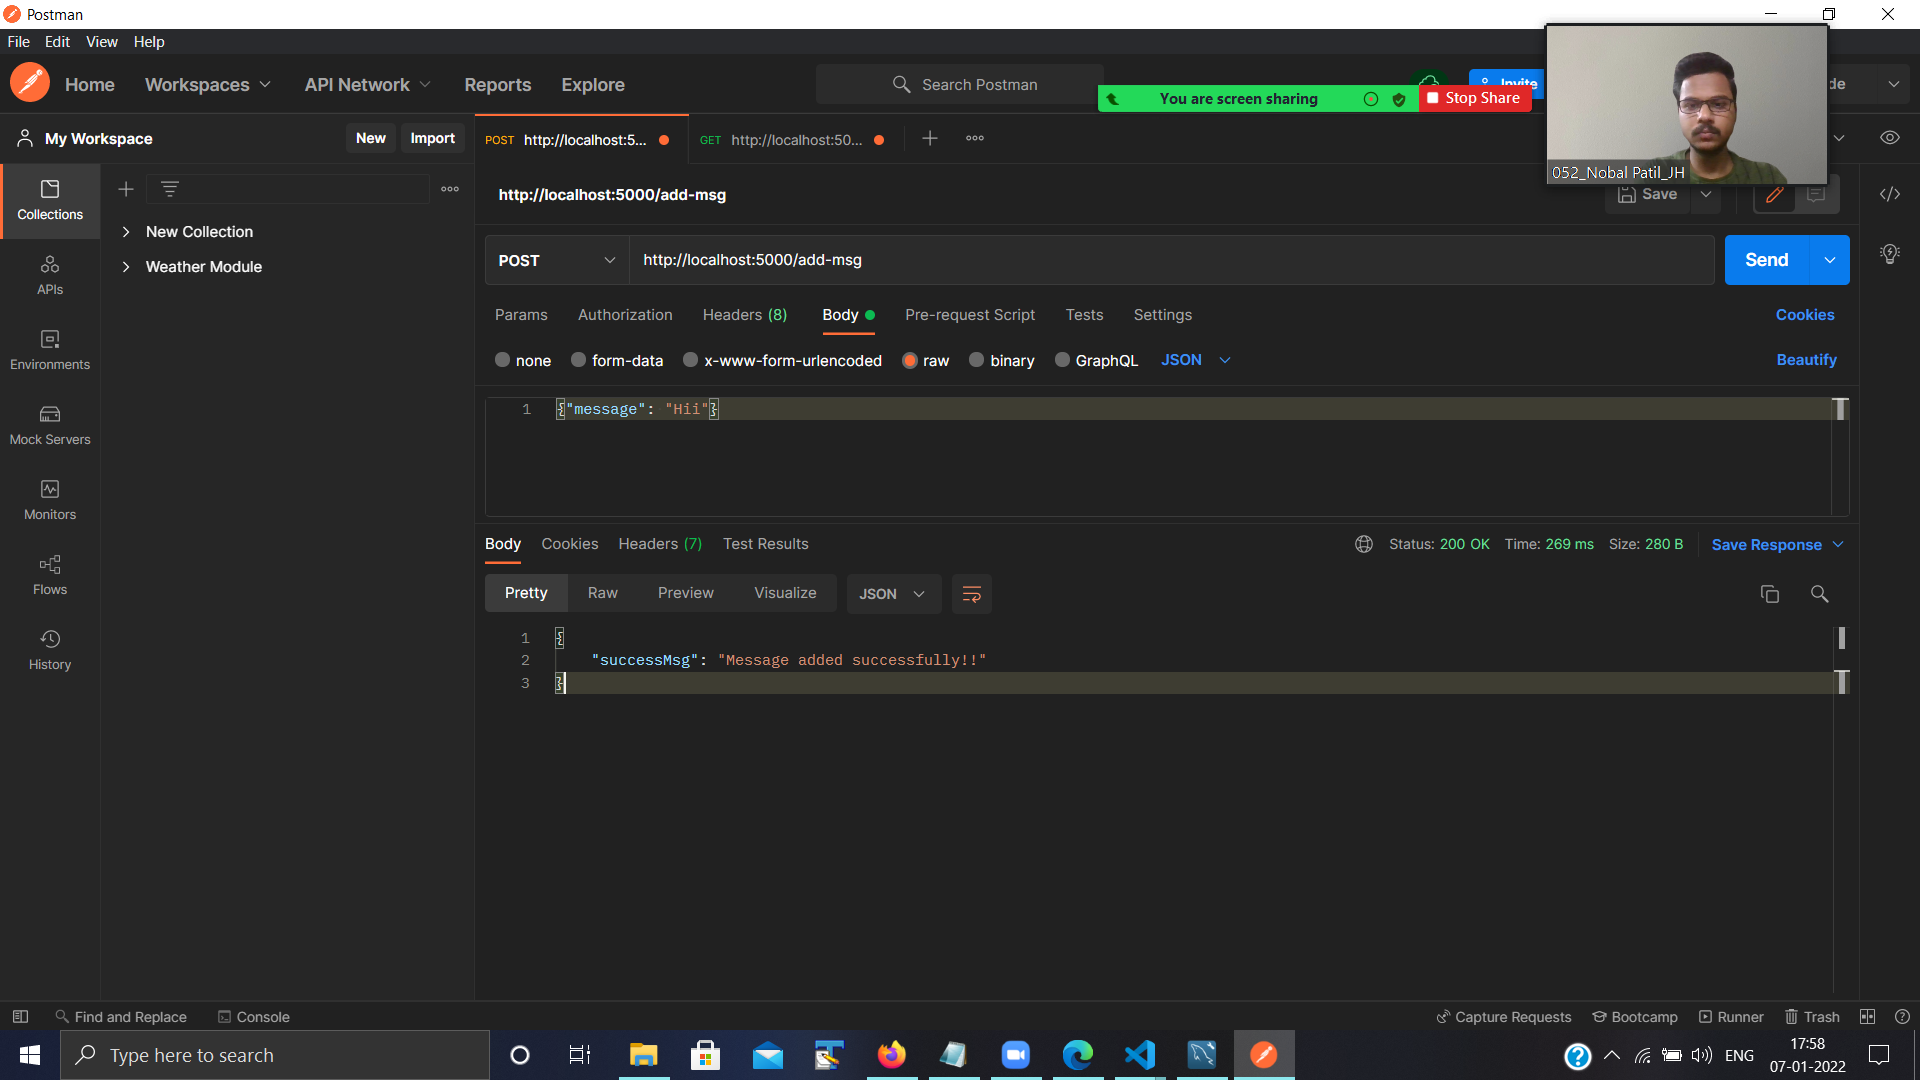 Postman
File Edit View Help
Home Workspaces API Network Reports Explore Search Postman Invite de
You are screen sharing Stop Share
052_Nobal Patil_JH
My Workspace New Import
POST http://localhost:5... GET http://localhost:50...
http://localhost:5000/add-msg Save
Collections
New Collection
Weather Module
APIs
Environments
Mock Servers
Monitors
Flows
History
POST http://localhost:5000/add-msg Send
Params Authorization Headers (8) Body Pre-request Script Tests Settings Cookies
none form-data x-www-form-urlencoded raw binary GraphQL JSON Beautify
1 {"message": "Hii"}
Body Cookies Headers (7) Test Results Status: 200 OK Time: 269 ms Size: 280 B Save Response
Pretty Raw Preview Visualize JSON
1 {
2 "successMsg": "Message added successfully!!"
3 }
Find and Replace Console Capture Requests Bootcamp Runner Trash
Type here to search ENG 17:58
07-01-2022